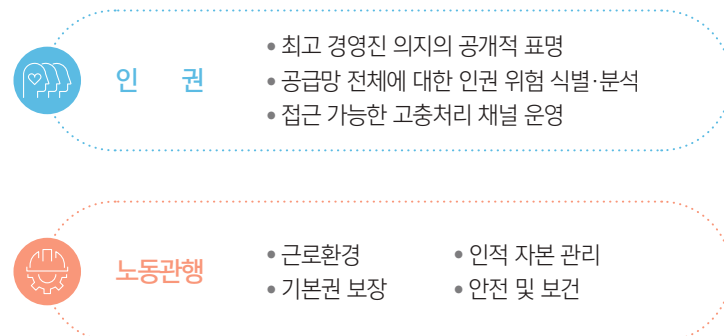 인 권
• 최고 경영진 의지의 공개적 표명
• 공급망 전체에 대한 인권 위험 식별·분석
• 접근 가능한 고충처리 채널 운영
노동관행
• 근로환경 • 인적 자본 관리
• 기본권 보장 • 안전 및 보건